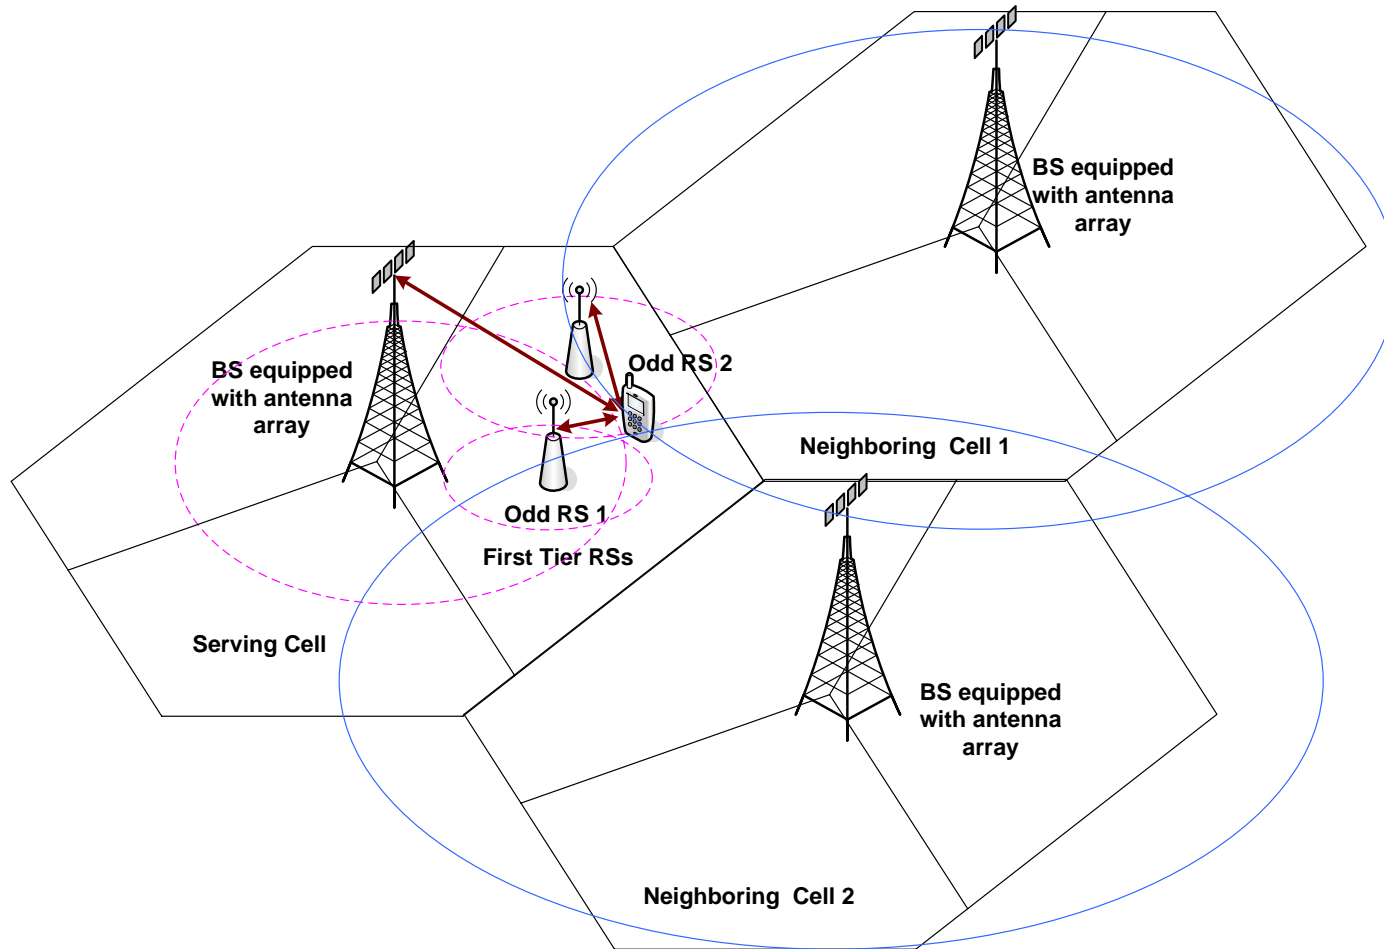 BS equipped
with antenna
array
BS equipped
with antenna
array
Odd RS 2
Neighboring Cell 1
Odd RS 1
First Tier RSs
Serving Cell
BS equipped
with antenna
array
Neighboring Cell 2